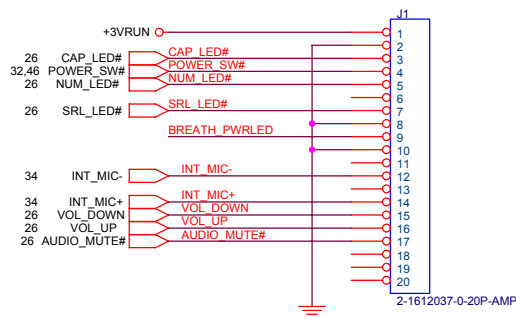 J1
+3VRUN 1
2
26 CAP_LED# CAP_LED# 3
32,46 POWER_SW# POWER_SW# 4
26 NUM_LED# NUM_LED# 5
6
26 SRL_LED# SRL_LED# 7
8
BREATH_PWRLED 9
10
11
34 INT_MIC- INT_MIC- 12
13
34 INT_MIC+ INT_MIC+ 14
26 VOL_DOWN VOL_DOWN 15
26 VOL_UP VOL_UP 16
26 AUDIO_MUTE# AUDIO_MUTE# 17
18
19
20
2-1612037-0-20P-AMP